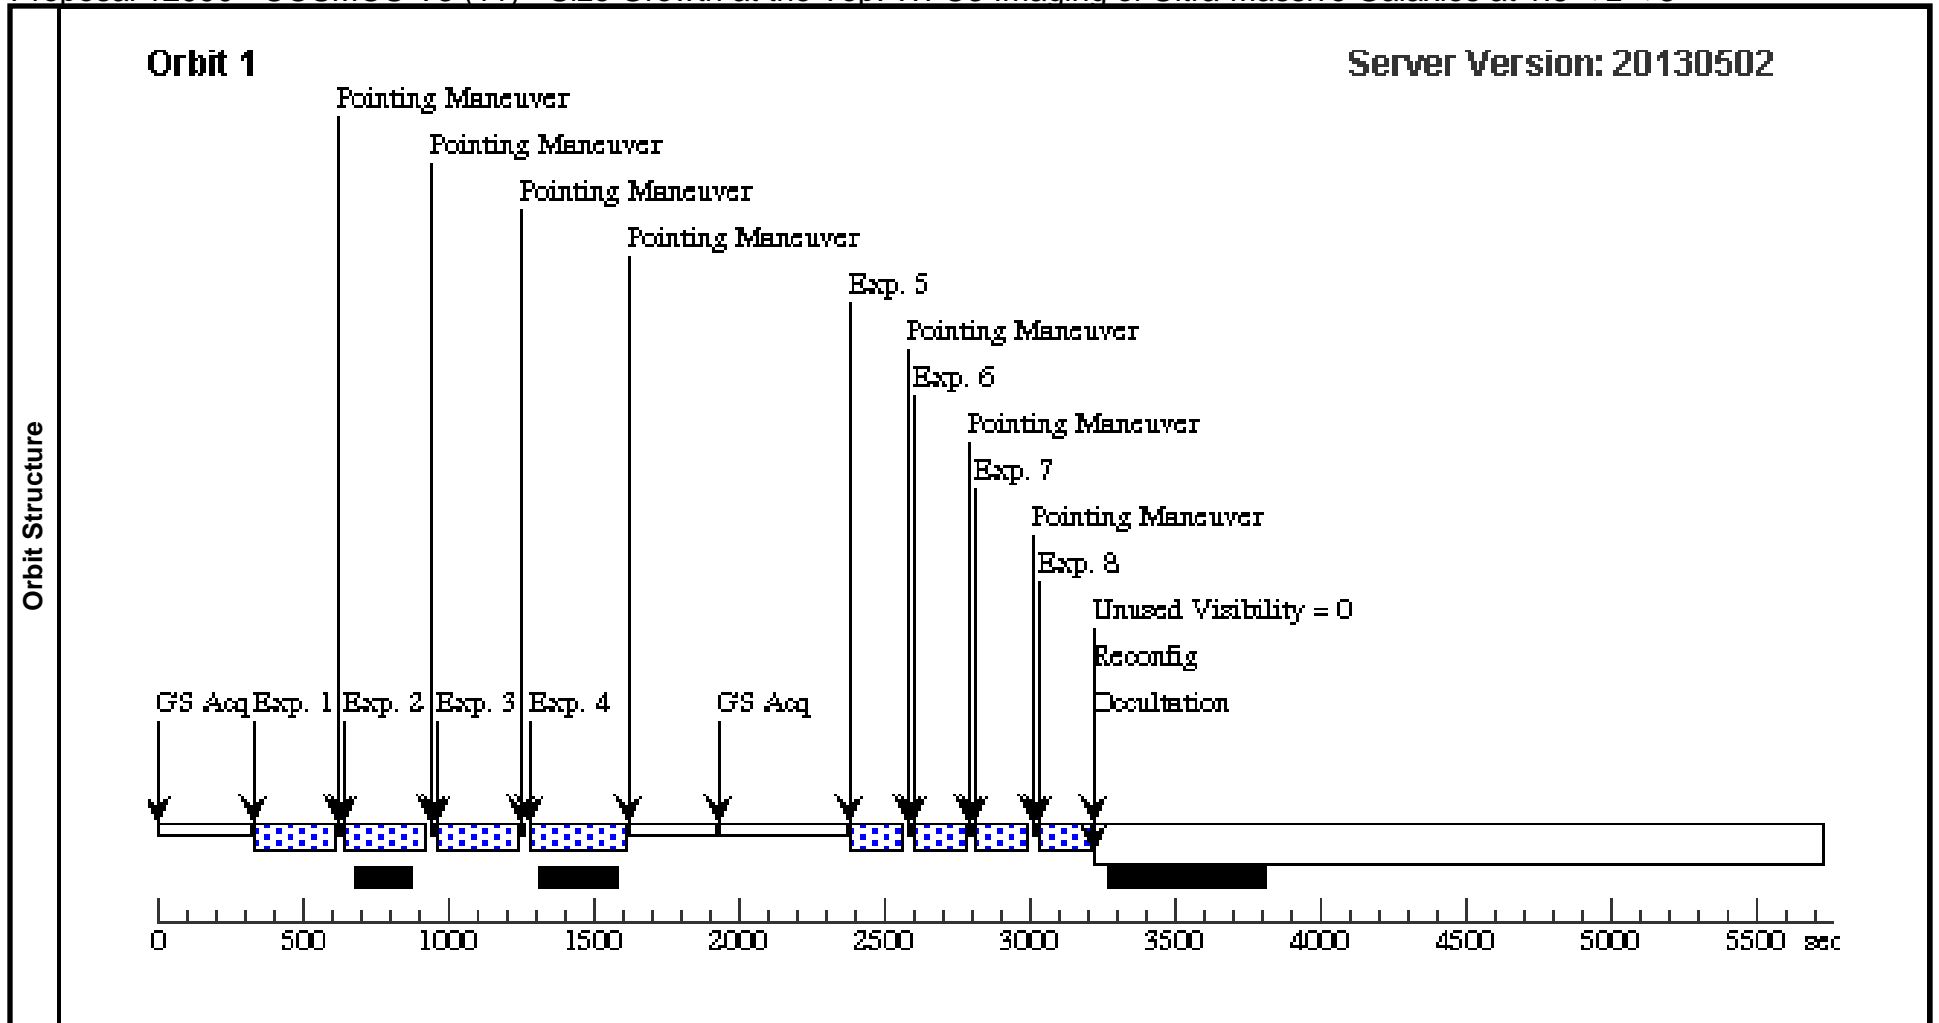 Orbit 1
Server Version: 20130502
Pointing Maneuver
Pointing Maneuver
Pointing Maneuver
Pointing Maneuver
Exp. 5
Pointing Maneuver
Exp. 6
Pointing Maneuver
Exp. 7
Pointing Maneuver
Exp. 8
Unused Visibility = 0
Reconfig
GS Acq Exp. 1 Exp. 2 Exp. 3 Exp. 4 GS Acq Occultation
0 500 1000 1500 2000 2500 3000 3500 4000 4500 5000 5500 sec
Orbit Structure